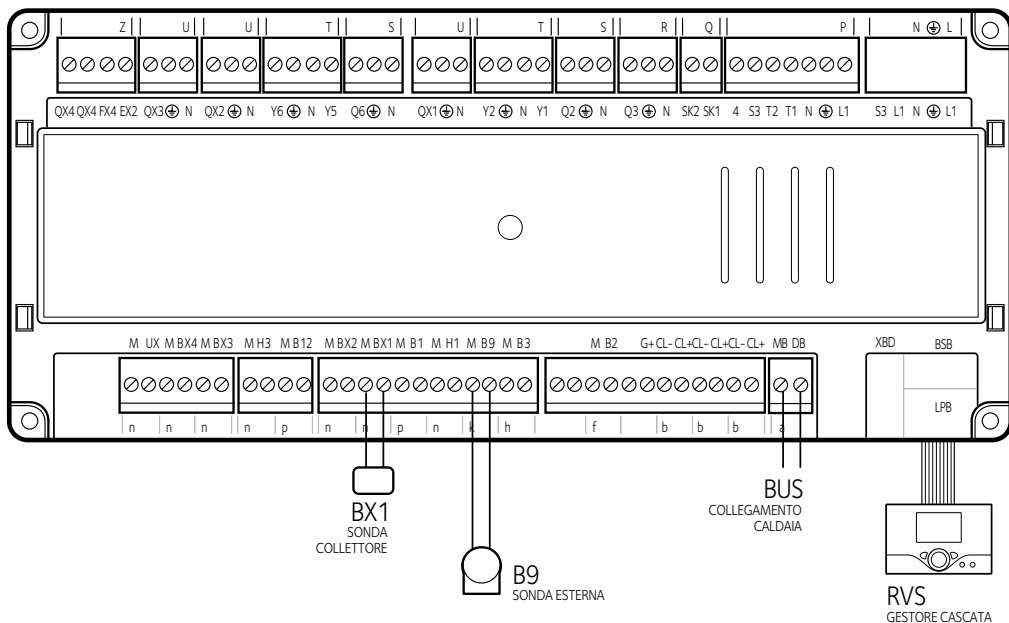 Z U U T S U T S R Q P N L
QX4 QX4 FX4 EX2 QX3 N QX2 N Y6 N Y5 Q6 N QX1 N Y2 N Y1 Q2 N Q3 N SK2 SK1 4 S3 T2 T1 N L1 S3 L1 N L1
M UX M BX4 M BX3 M H3 M B12 M BX2 M BX1 M B1 M H1 M B9 M B3 M B2 G+ CL- CL+ CL- CL+ CL- CL+ MB DB XBD BSB
LPB
n n n n p n n p n k h f b b b a
BX1
SONDA
COLLETTORE
B9
SONDA ESTERNA
BUS
COLLEGAMENTO
CALDAIA
RVS
GESTORE CASCATA